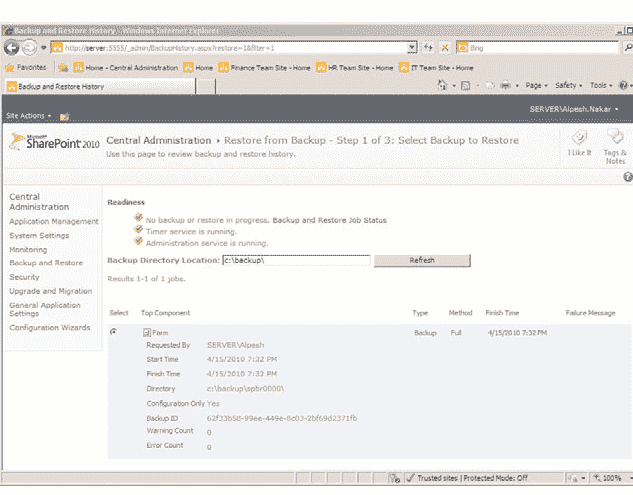 Backup and Restore History - Windows Internet Explorer
http://server:5555/_admin/BackupHistory.aspx?restore=1&filter=1
Bing
Favorites Home - Central Administration Home Finance Team Site - Home HR Team Site - Home IT Team Site - Home
Backup and Restore History
Page Safety Tools
SERVER\Alpesh.Nakar
Site Actions
Microsoft
SharePoint 2010
Central Administration Restore from Backup - Step 1 of 3: Select Backup to Restore
Use this page to review backup and restore history.
I Like It Tags & Notes
Central Administration
Application Management
System Settings
Monitoring
Backup and Restore
Security
Upgrade and Migration
General Application Settings
Configuration Wizards
Readiness
No backup or restore in progress. Backup and Restore Job Status
Timer service is running.
Administration service is running.
Backup Directory Location: c:\backup\ Refresh
Results 1-1 of 1 jobs.
Select Top Component Type Method Finish Time Failure Message
Farm Backup Full 4/15/2010 7:32 PM
Requested By SERVER\Alpesh
Start Time 4/15/2010 7:32 PM
Finish Time 4/15/2010 7:32 PM
Directory c:\backup\spbr0000\
Configuration Only Yes
Backup ID 62f33b58-99ee-449e-8c03-2bf69d2371fb
Warning Count 0
Error Count 0
Trusted sites | Protected Mode: Off 100%